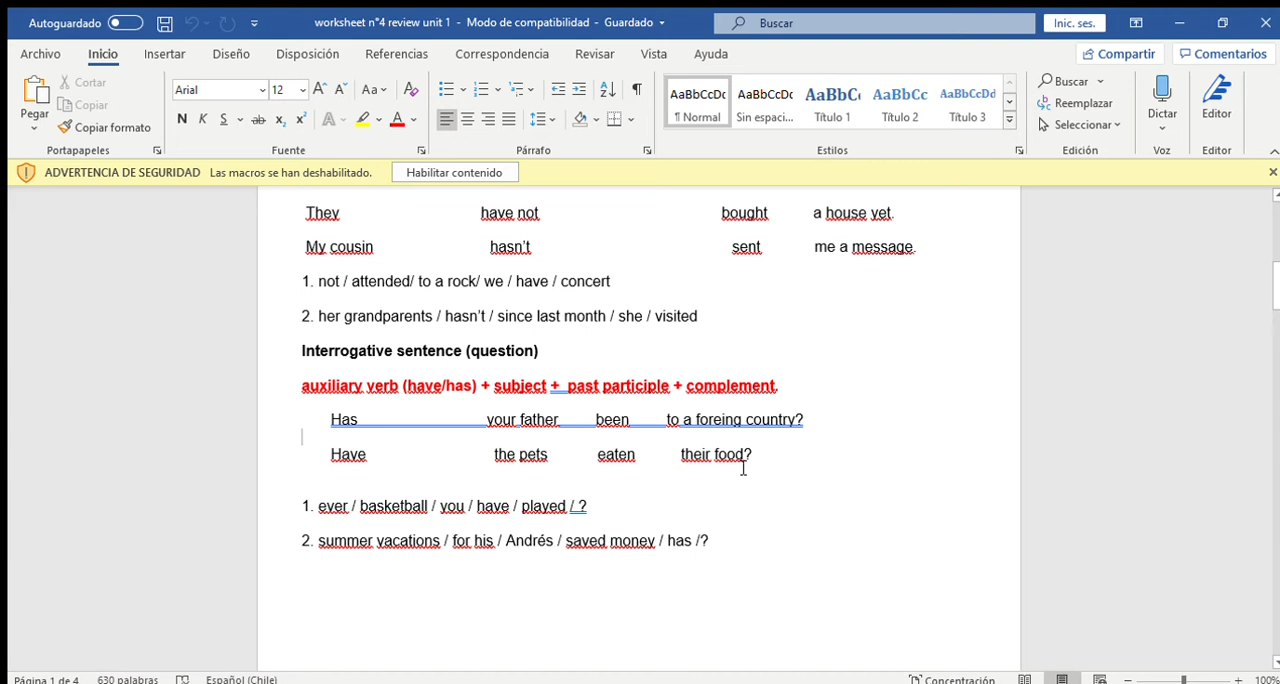 Autoguardado worksheet n°4 review unit 1 - Modo de compatibilidad - Guardado Buscar Inic. ses.
Archivo Inicio Insertar Diseño Disposición Referencias Correspondencia Revisar Vista Ayuda Compartir Comentarios
Pegar Cortar Copiar Copiar formato
Arial 12 A A Aa A
N K S ab x₂ x² A A
AaBbCcDc AaBbCcDc AaBbC AaBbCc AaBbCcDd
¶ Normal Sin espaci... Título 1 Título 2 Título 3
Buscar Reemplazar Seleccionar Dictar Editor
Portapapeles Fuente Párrafo Estilos Edición Voz Editor
ADVERTENCIA DE SEGURIDAD Las macros se han deshabilitado. Habilitar contenido
They have not bought a house yet.
My cousin hasn't sent me a message.
1. not / attended/ to a rock/ we / have / concert
2. her grandparents / hasn't / since last month / she / visited
Interrogative sentence (question)
auxiliary verb (have/has) + subject + past participle + complement.
Has your father been to a foreing country?
Have the pets eaten their food?
1. ever / basketball / you / have / played / ?
2. summer vacations / for his / Andrés / saved money / has /?
Página 1 de 4 630 palabras Español (Chile) Concentración 100%